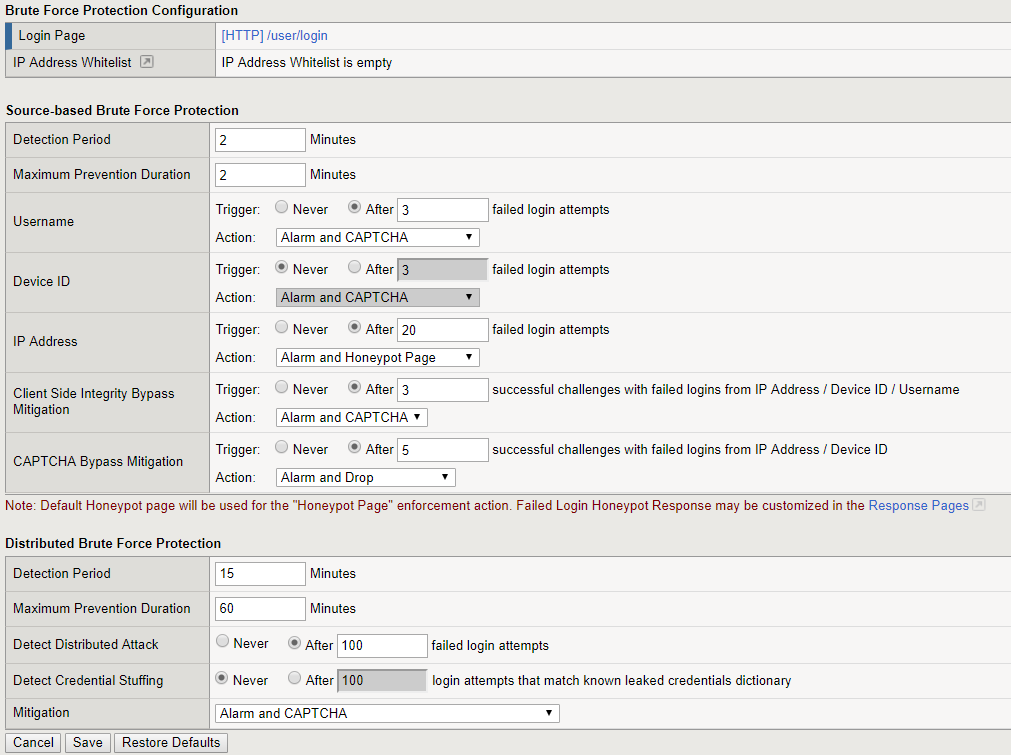 Brute Force Protection Configuration
Login Page [HTTP] /user/login
IP Address Whitelist IP Address Whitelist is empty
Source-based Brute Force Protection
Detection Period 2 Minutes
Maximum Prevention Duration 2 Minutes
Username Trigger: Never After 3 failed login attempts
Action: Alarm and CAPTCHA
Device ID Trigger: Never After 3 failed login attempts
Action: Alarm and CAPTCHA
IP Address Trigger: Never After 20 failed login attempts
Action: Alarm and Honeypot Page
Client Side Integrity Bypass Mitigation Trigger: Never After 3 successful challenges with failed logins from IP Address / Device ID / Username
Action: Alarm and CAPTCHA
CAPTCHA Bypass Mitigation Trigger: Never After 5 successful challenges with failed logins from IP Address / Device ID
Action: Alarm and Drop
Note: Default Honeypot page will be used for the "Honeypot Page" enforcement action. Failed Login Honeypot Response may be customized in the Response Pages
Distributed Brute Force Protection
Detection Period 15 Minutes
Maximum Prevention Duration 60 Minutes
Detect Distributed Attack Never After 100 failed login attempts
Detect Credential Stuffing Never After 100 login attempts that match known leaked credentials dictionary
Mitigation Alarm and CAPTCHA
Cancel Save Restore Defaults